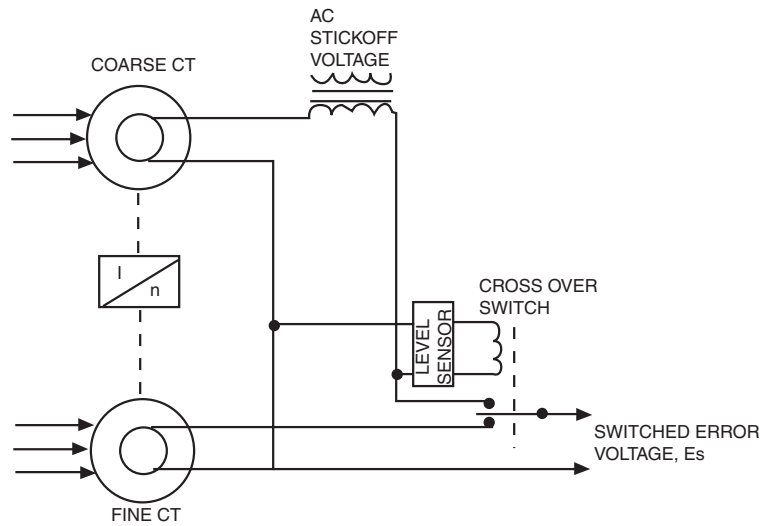 AC
STICKOFF
VOLTAGE
COARSE CT
I
n
CROSS OVER
SWITCH
LEVEL
SENSOR
SWITCHED ERROR
VOLTAGE, Es
FINE CT